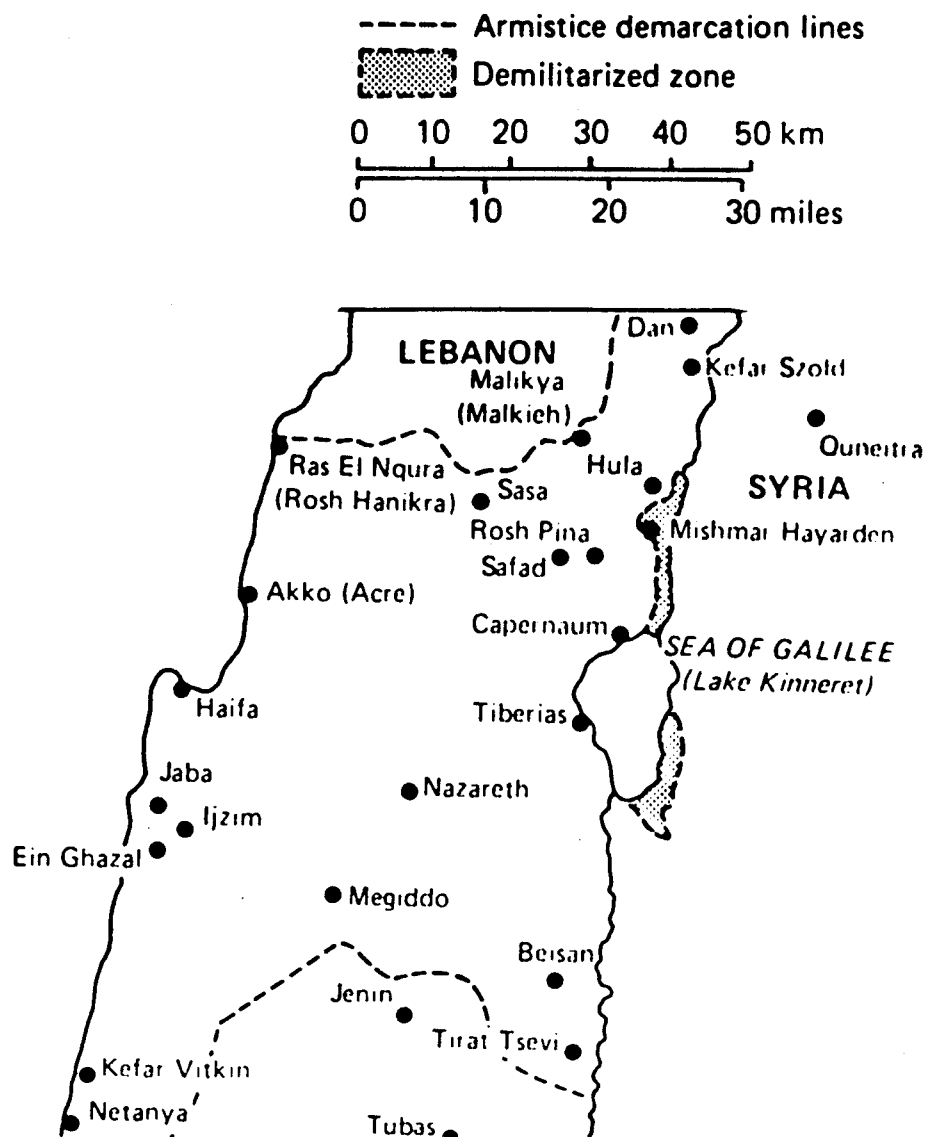 Armistice demarcation lines
Demilitarized zone
0 10 20 30 40 50 km
0 10 20 30 miles
Dan
LEBANON
Kefar Szold
Malikya
(Malkieh)
Ouneitra
Hula
Ras El Nqura
(Rosh Hanikra)
Sasa
SYRIA
Rosh Pina
Mishmar Hayarden
Safad
Akko (Acre)
Capernaum
SEA OF GALILEE
(Lake Kinneret)
Haifa
Tiberias
Jaba
Nazareth
Ijzim
Ein Ghazal
Megiddo
Beisan
Jenin
Tirat Tsevi
Kefar Vitkin
Netanya
Tubas